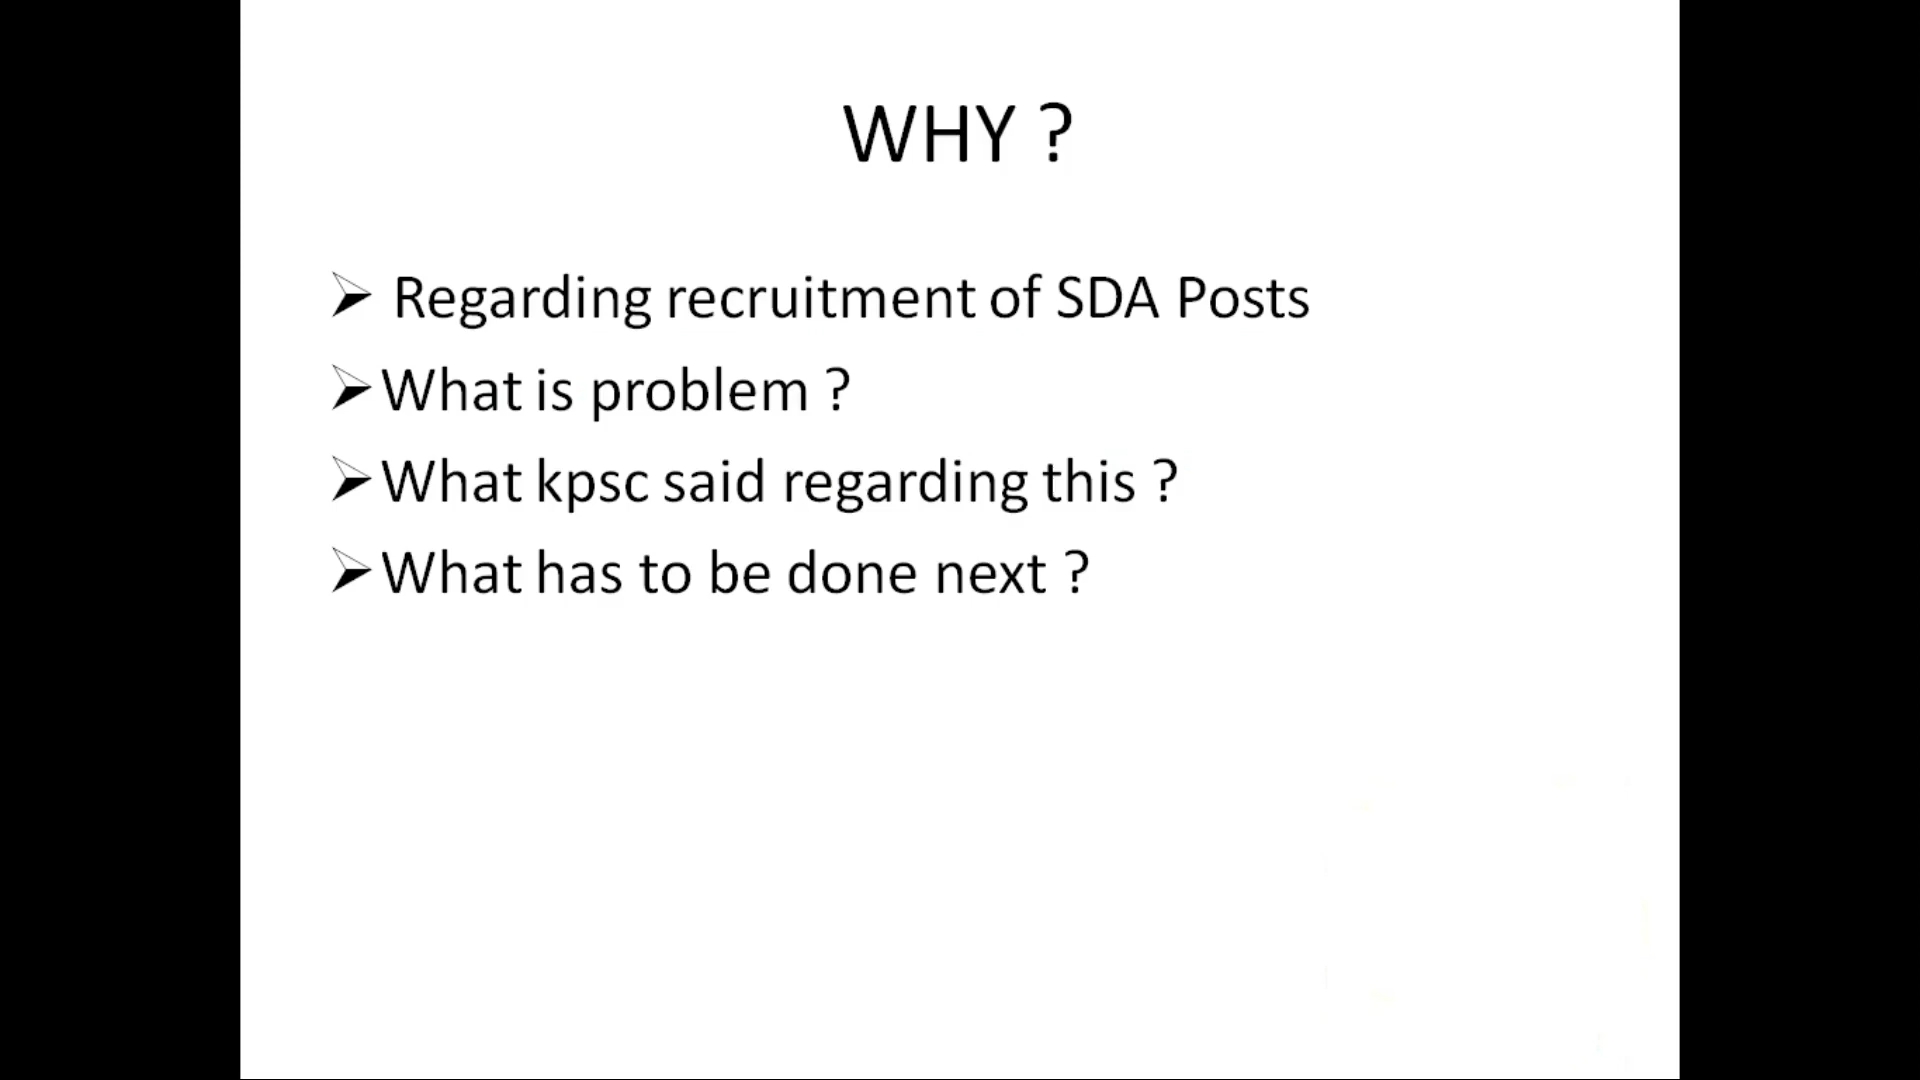 WHY ?
Regarding recruitment of SDA Posts
What is problem ?
What kpsc said regarding this ?
What has to be done next ?